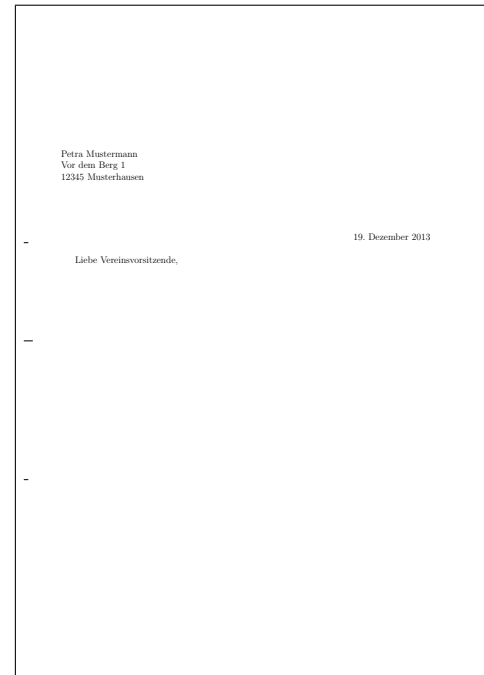 Petra Mustermann
Vor dem Berg 1
12345 Musterhausen
19. Dezember 2013
Liebe Vereinsvorsitzende,